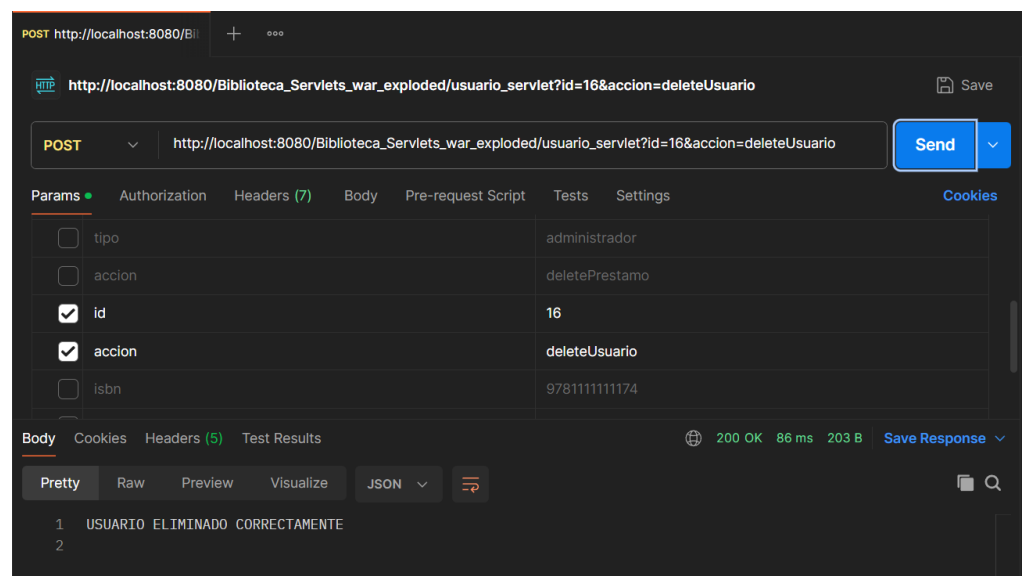 POST http://localhost:8080/Bi
HTTP http://localhost:8080/Biblioteca_Servlets_war_exploded/usuario_servlet?id=16&accion=deleteUsuario Save
POST http://localhost:8080/Biblioteca_Servlets_war_exploded/usuario_servlet?id=16&accion=deleteUsuario Send
Params Authorization Headers (7) Body Pre-request Script Tests Settings Cookies
tipo administrador
accion deletePrestamo
id 16
accion deleteUsuario
isbn 9781111111174
Body Cookies Headers (5) Test Results 200 OK 86 ms 203 B Save Response
Pretty Raw Preview Visualize JSON
1 USUARIO ELIMINADO CORRECTAMENTE
2